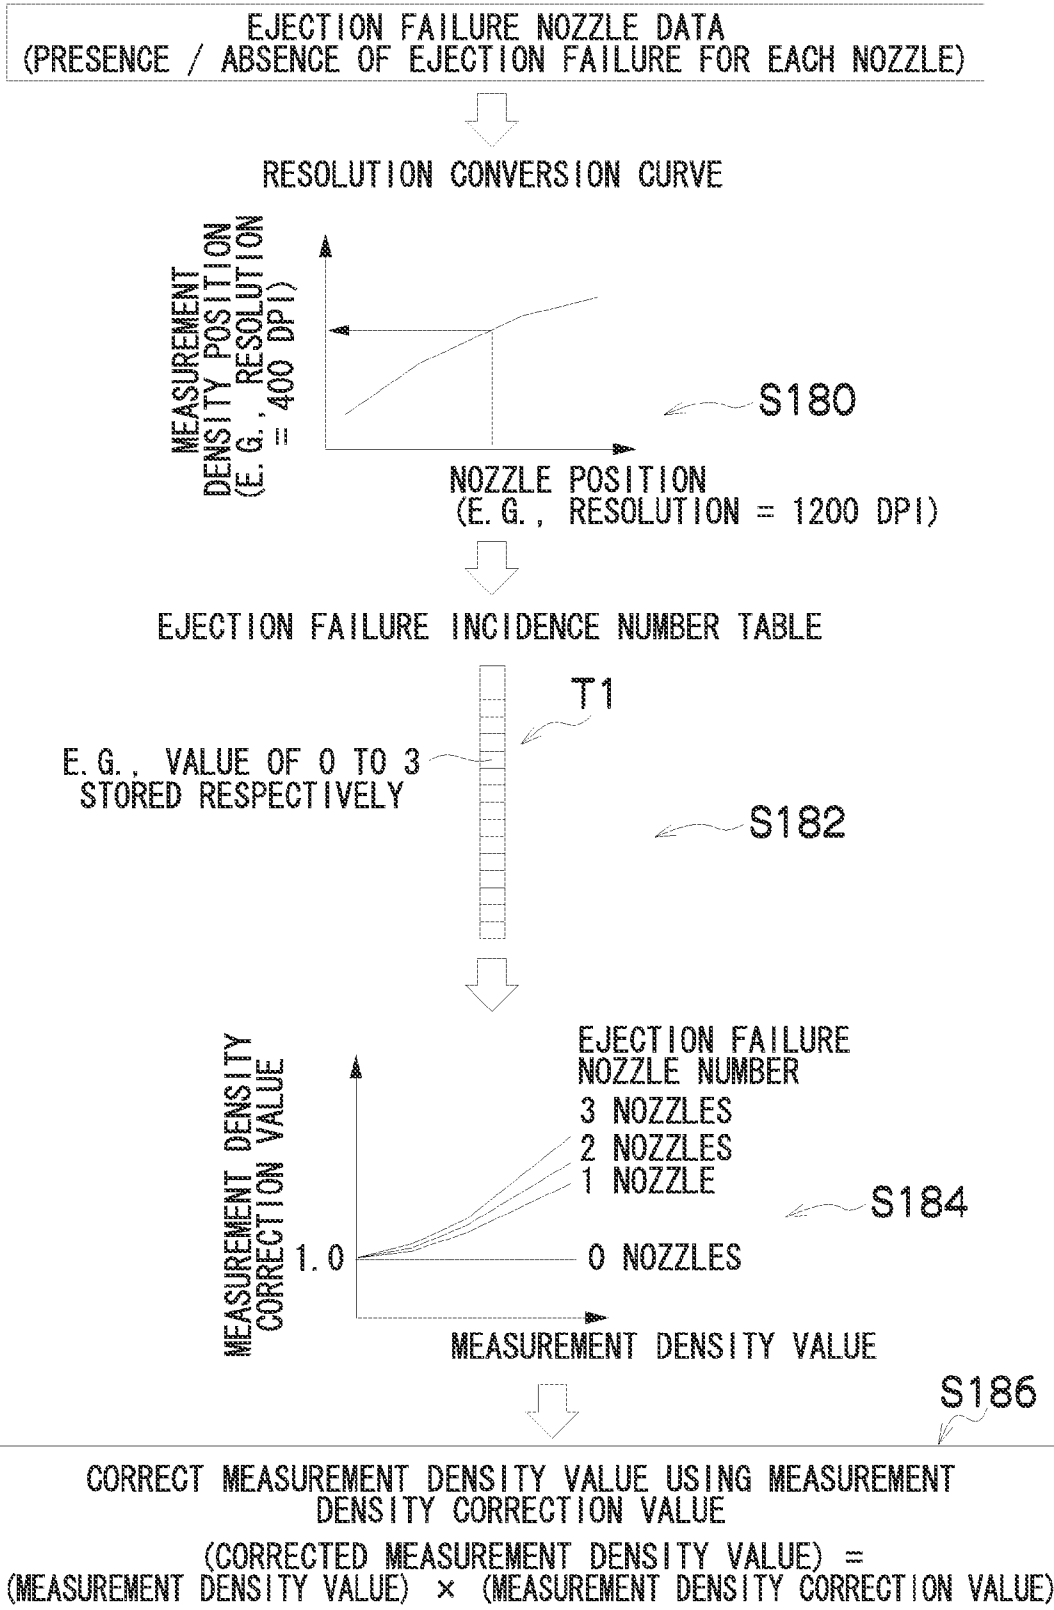 EJECTION FAILURE NOZZLE DATA
(PRESENCE / ABSENCE OF EJECTION FAILURE FOR EACH NOZZLE)
RESOLUTION CONVERSION CURVE
MEASUREMENT
DENSITY POSITION
(E.G., RESOLUTION
= 400 DPI)
S180
NOZZLE POSITION
(E.G., RESOLUTION = 1200 DPI)
EJECTION FAILURE INCIDENCE NUMBER TABLE
T1
E.G., VALUE OF 0 TO 3
STORED RESPECTIVELY
S182
MEASUREMENT DENSITY
CORRECTION VALUE
EJECTION FAILURE
NOZZLE NUMBER
3 NOZZLES
2 NOZZLES
1 NOZZLE
S184
1.0
0 NOZZLES
MEASUREMENT DENSITY VALUE
S186
CORRECT MEASUREMENT DENSITY VALUE USING MEASUREMENT
DENSITY CORRECTION VALUE
(CORRECTED MEASUREMENT DENSITY VALUE) =
(MEASUREMENT DENSITY VALUE) × (MEASUREMENT DENSITY CORRECTION VALUE)